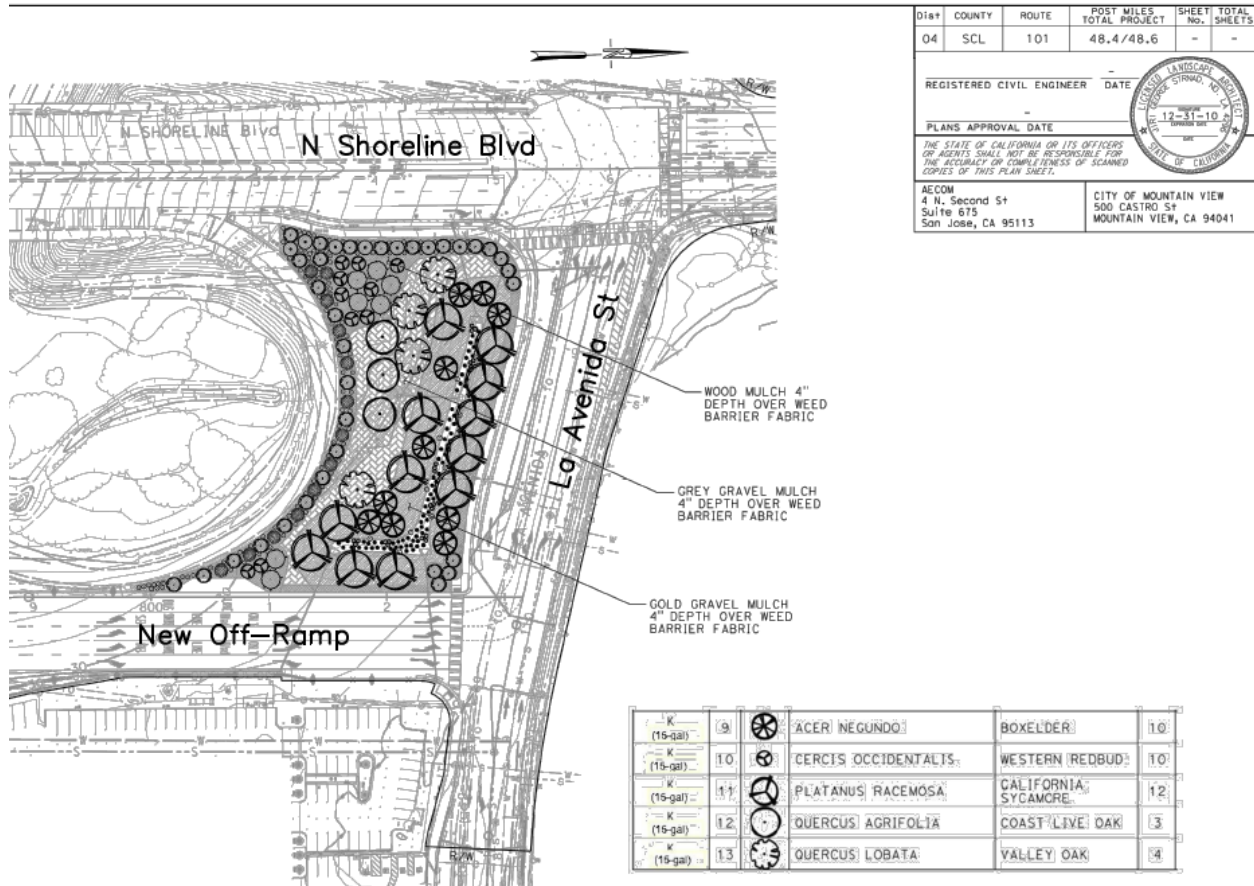 Dist COUNTY ROUTE POST MILES TOTAL PROJECT SHEET No. TOTAL SHEETS
04 SCL 101 48.4/48.6 - -
REGISTERED CIVIL ENGINEER DATE
PLANS APPROVAL DATE
LICENSED LANDSCAPE ARCHITECT
SIGNATURE
12-31-10
EXPIRATION DATE
DATE
STATE OF CALIFORNIA
THE STATE OF CALIFORNIA OR ITS OFFICERS
OR AGENTS SHALL NOT BE RESPONSIBLE FOR
THE ACCURACY OR COMPLETENESS OF SCANNED
COPIES OF THIS PLAN SHEET.
AECOM
4 N. Second St
Suite 675
San Jose, CA 95113
CITY OF MOUNTAIN VIEW
500 CASTRO St
MOUNTAIN VIEW, CA 94041
R/W
N SHORELINE Blvd
N Shoreline Blvd
R/W
La Avenida St
WOOD MULCH 4"
DEPTH OVER WEED
BARRIER FABRIC
GREY GRAVEL MULCH
4" DEPTH OVER WEED
BARRIER FABRIC
GOLD GRAVEL MULCH
4" DEPTH OVER WEED
BARRIER FABRIC
9 800 1 2
New Off-Ramp
R/W
K (15-gal) 9 ACER NEGUNDO BOXELDER 10
K (15-gal) 10 CERCIS OCCIDENTALIS WESTERN REDBUD 10
K (15-gal) 11 PLATANUS RACEMOSA CALIFORNIA SYCAMORE 12
K (15-gal) 12 QUERCUS AGRIFOLIA COAST LIVE OAK 3
K (15-gal) 13 QUERCUS LOBATA VALLEY OAK 4